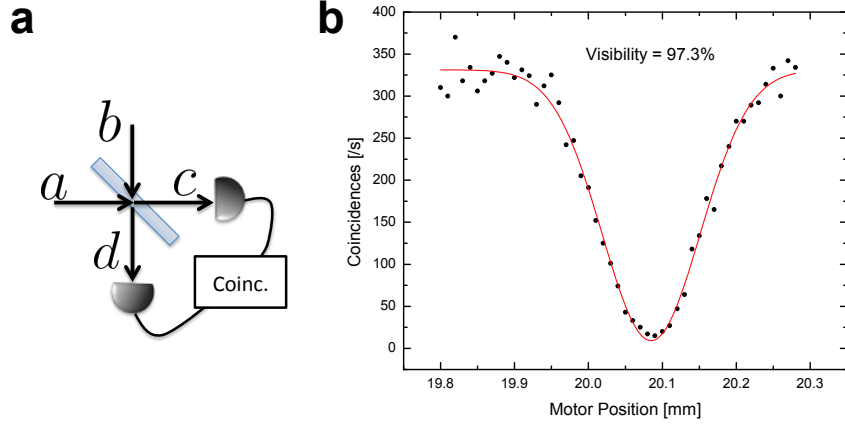 a
b
a
b
c
d
Coinc.
Visibility = 97.3%
Coincidences [/s]
400
350
300
250
200
150
100
50
0
19.8 19.9 20.0 20.1 20.2 20.3
Motor Position [mm]